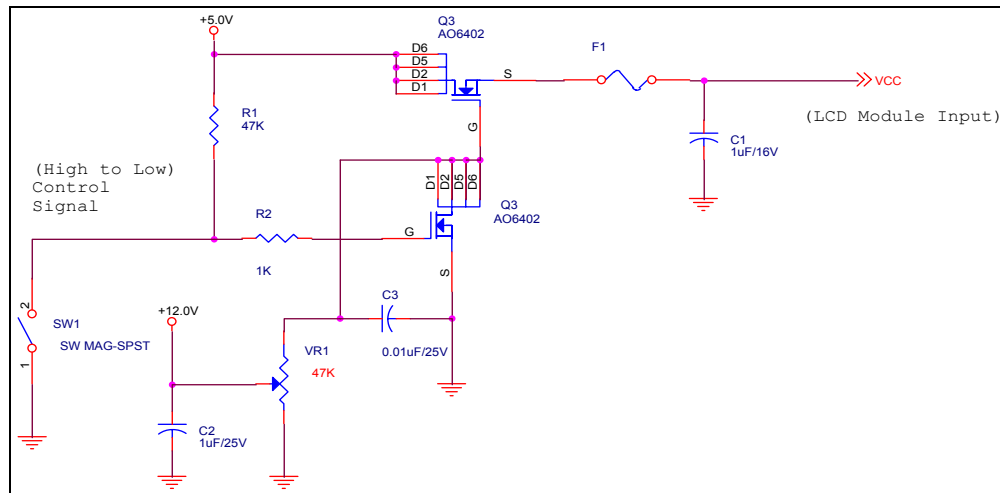 +5.0V
Q3
AO6402
D6
D5
D2
D1
S
G
F1
VCC
(LCD Module Input)
C1
1uF/16V
R1
47K
(High to Low)
Control
Signal
D1
D2
D5
D6
Q3
AO6402
R2
1K
G
S
2
SW1
SW MAG-SPST
1
+12.0V
C3
0.01uF/25V
VR1
47K
C2
1uF/25V